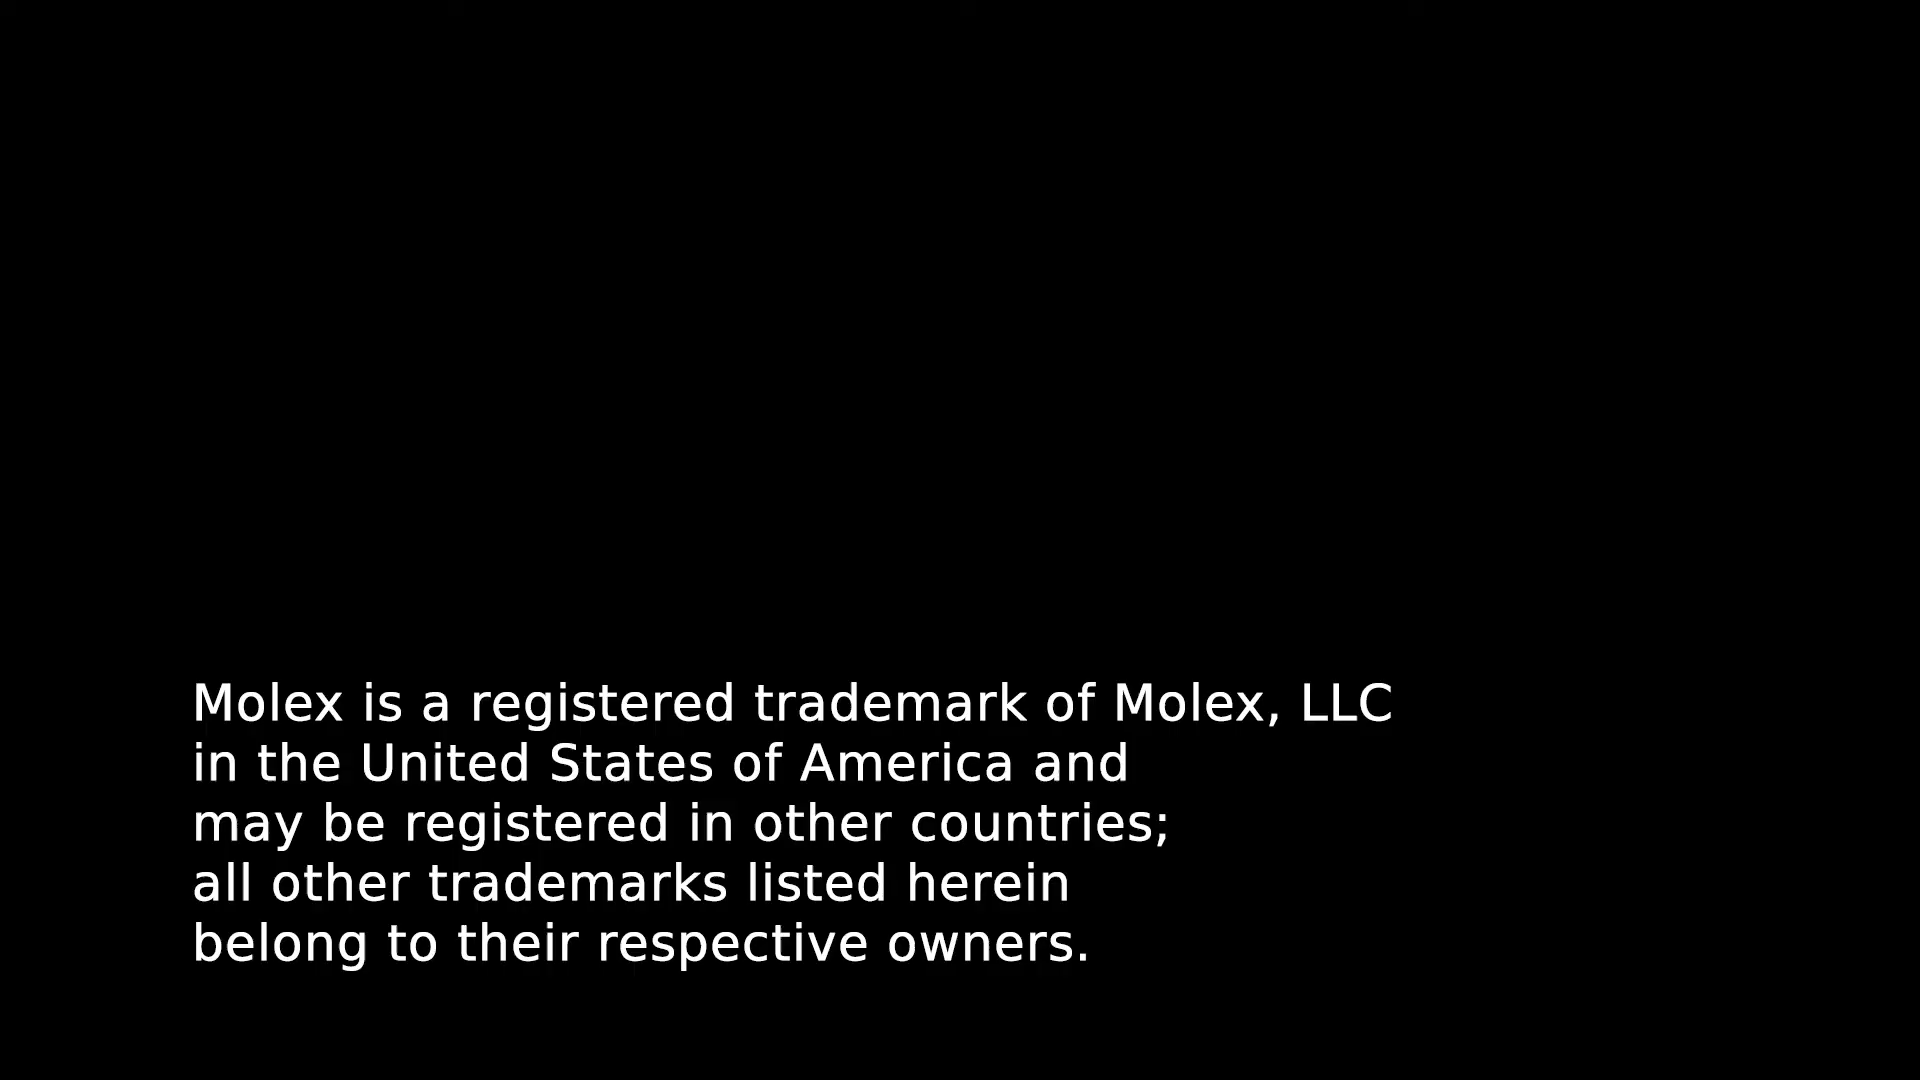 Molex is a registered trademark of Molex, LLC
in the United States of America and
may be registered in other countries;
all other trademarks listed herein
belong to their respective owners.